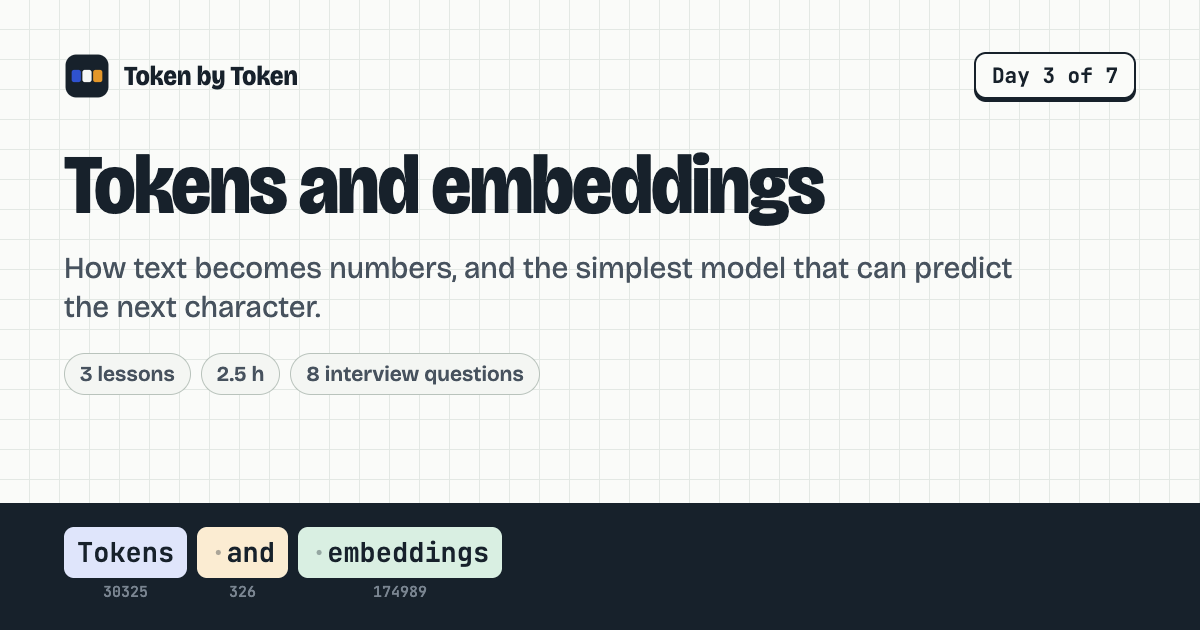 Token by Token
Day 3 of 7
Tokens and embeddings
How text becomes numbers, and the simplest model that can predict
the next character.
3 lessons
2.5 h
8 interview questions
Tokens ·and ·embeddings
30325 326 174989